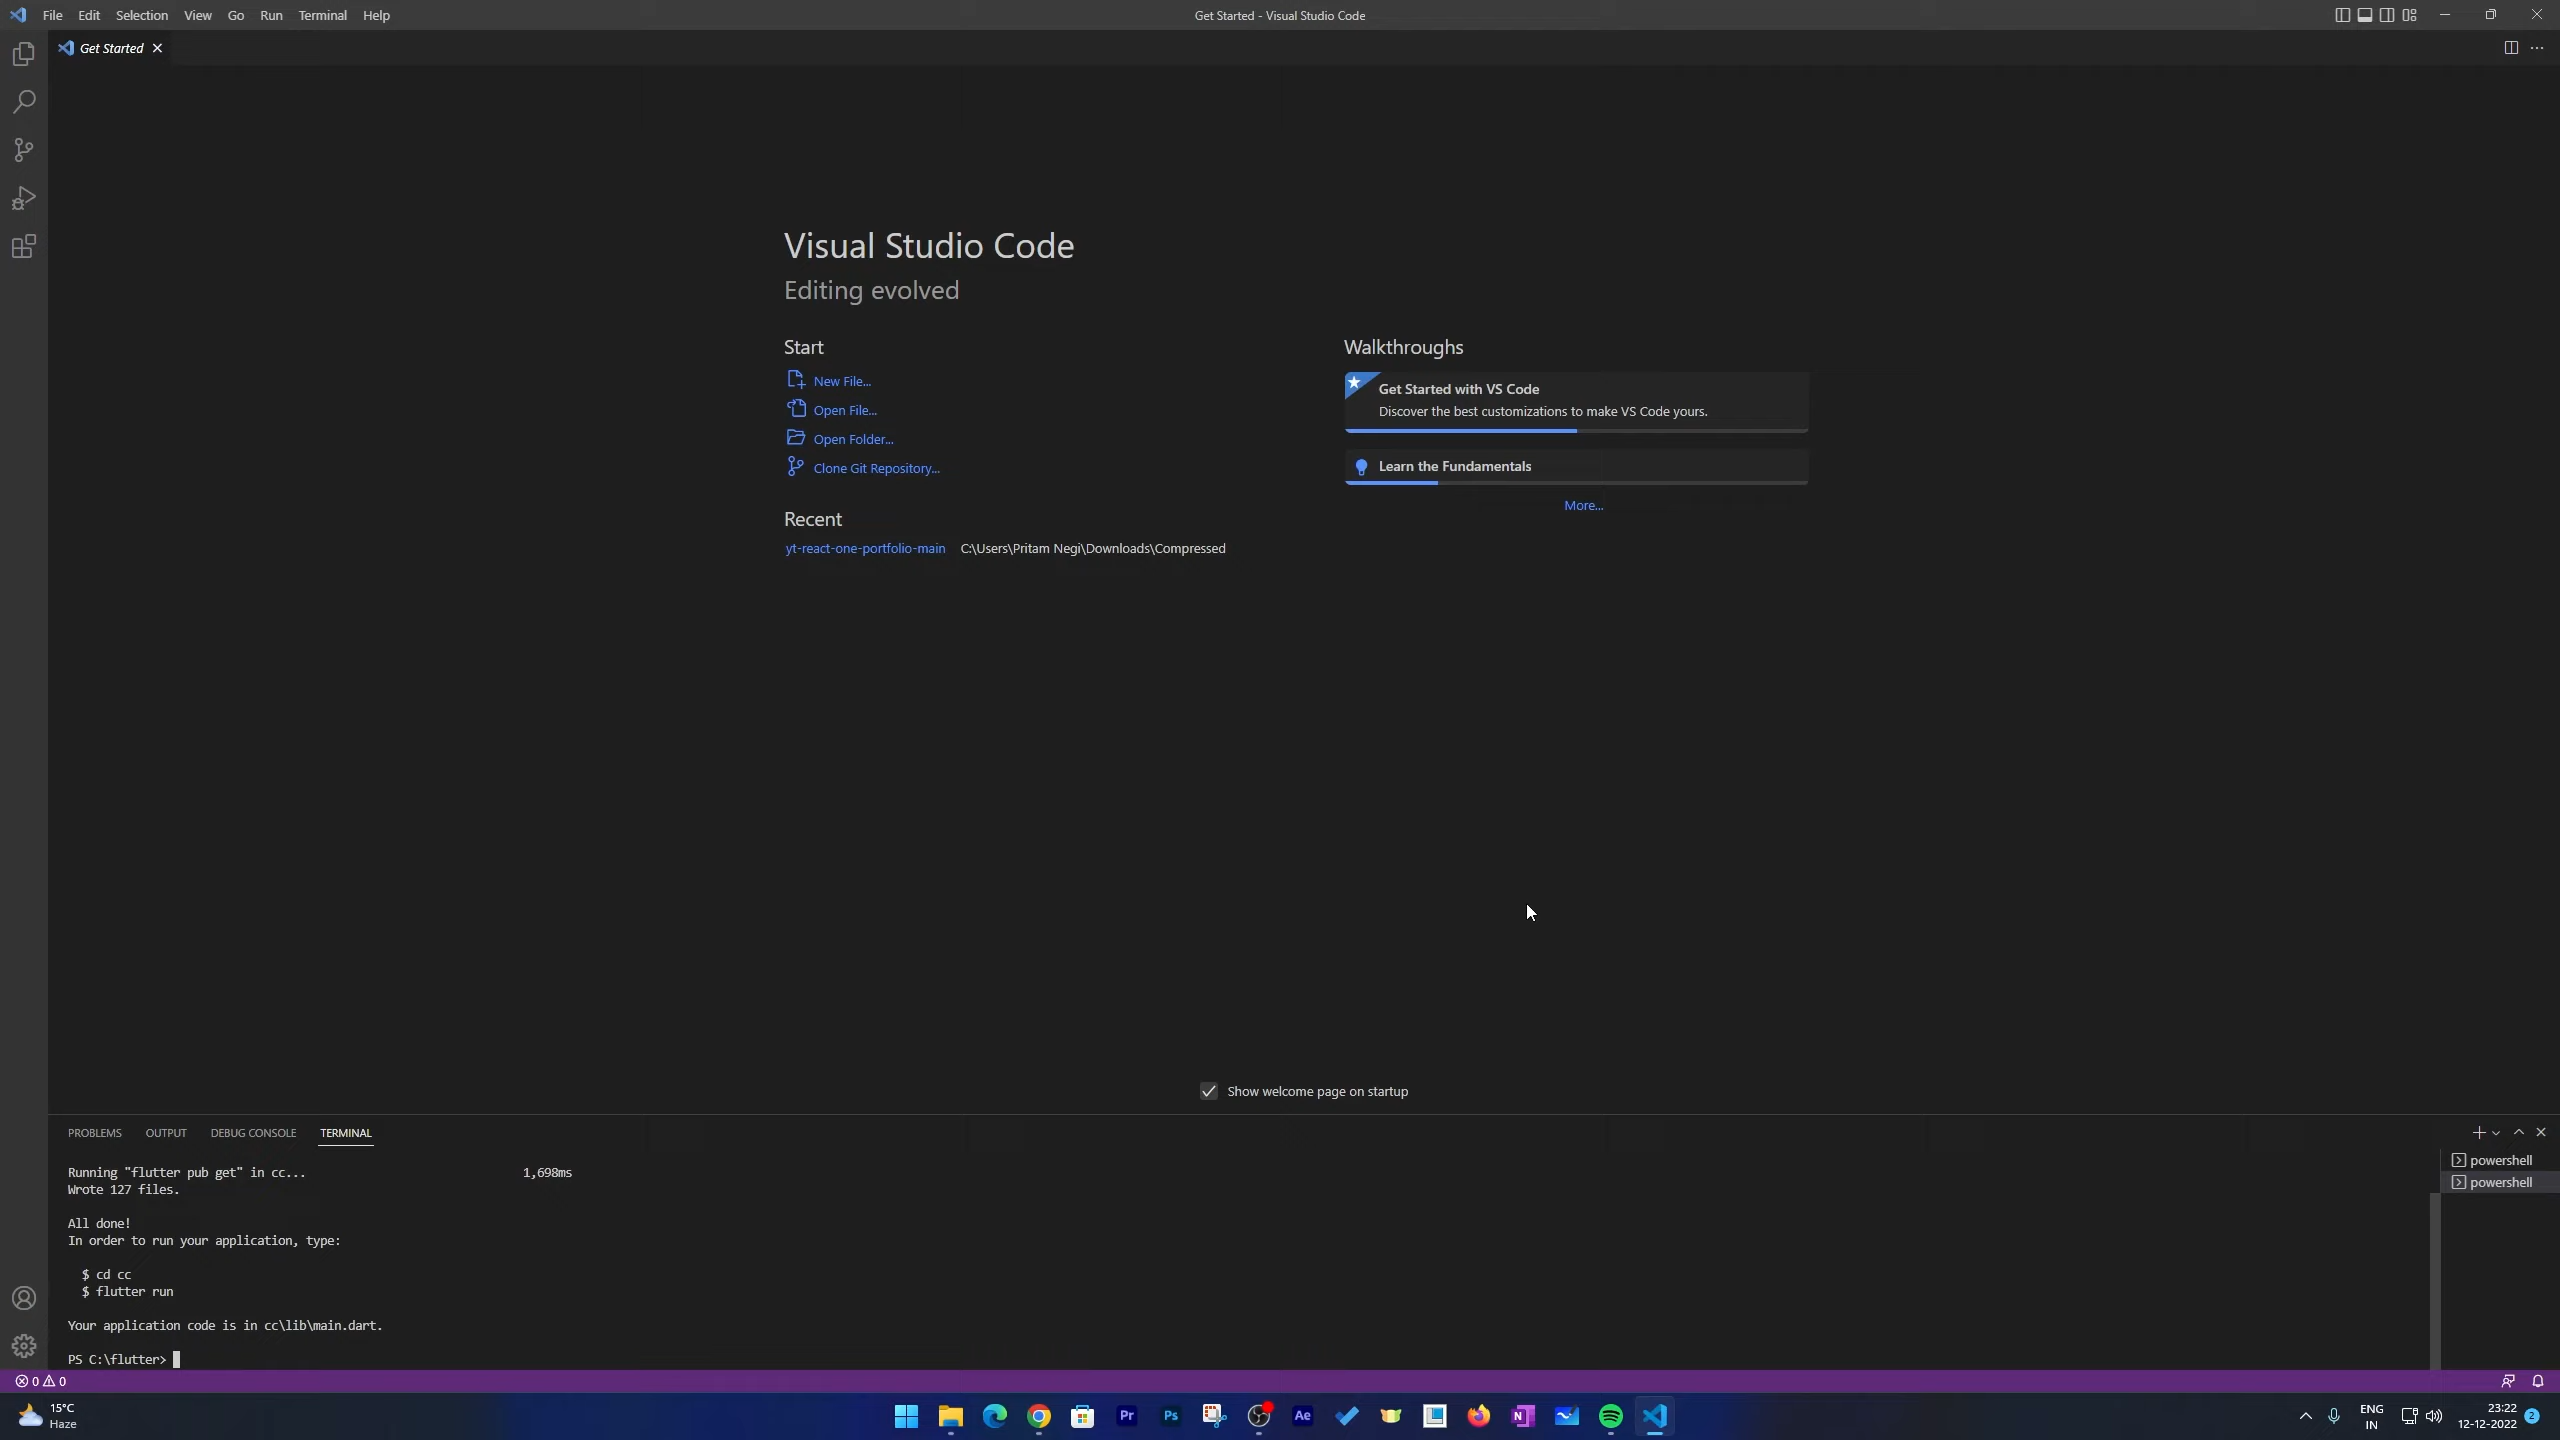 File Edit Selection View Go Run Terminal Help
Get Started - Visual Studio Code
Get Started
Visual Studio Code
Editing evolved
Start
New File...
Open File...
Open Folder...
Clone Git Repository...
Recent
yt-react-one-portfolio-main C:\Users\Pritam Negi\Downloads\Compressed
Walkthroughs
Get Started with VS Code
Discover the best customizations to make VS Code yours.
Learn the Fundamentals
More...
Show welcome page on startup
PROBLEMS OUTPUT DEBUG CONSOLE TERMINAL
Running "flutter pub get" in cc... 1,698ms
Wrote 127 files.
All done!
In order to run your application, type:
$ cd cc
$ flutter run
Your application code is in cc\lib\main.dart.
PS C:\flutter>
powershell
powershell
0 0
15°C
Haze
Pr Ps Ae N
ENG
IN
23:22
12-12-2022
2